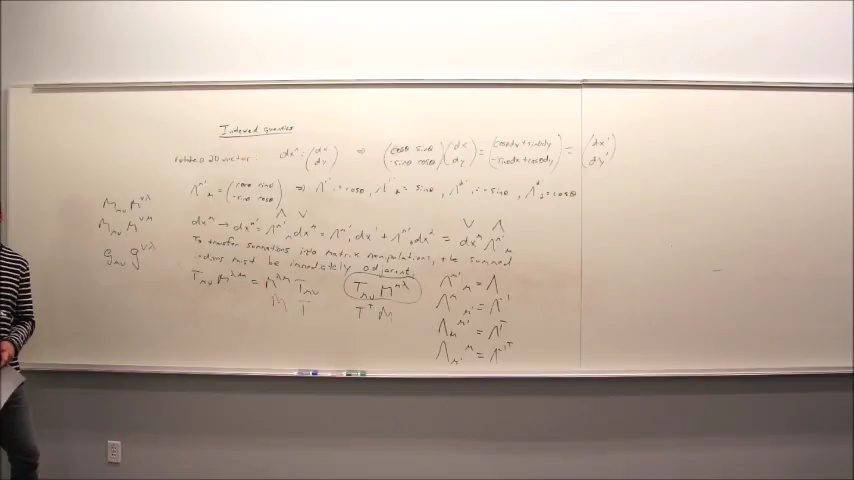 Indexed quantities
rotate a 2D vector: dx^μ = (dx dy) ⇒ (cosθ sinθ -sinθ cosθ)(dx dy) = (cosθdx + sinθdy -sinθdx + cosθdy) = (dx' dy')
Λ^μ'_μ = (cosθ sinθ -sinθ cosθ) ⇒ Λ^1'_1 = cosθ, Λ^1'_2 = sinθ, Λ^2'_1 = -sinθ, Λ^2'_2 = cosθ
Λ V V Λ
dx^μ → dx^μ' = Λ^μ'_μ dx^μ = Λ^μ'_1 dx^1 + Λ^μ'_2 dx^2 = dx^μ Λ^μ'_μ
To transfer summations into matrix manipulations, the summed
indices must be immediately adjacent.
T_μν M^λμ = M^λμ T_μν
M T
T_μν M^μλ
T^T M
Λ^μ'_μ = Λ
Λ^μ_μ' = Λ^-1
Λ_μ^μ' = Λ^T
Λ_μ'^μ = Λ^-1T
M_μν M^νλ
M_μν M^νμ
g_μν g^νλ